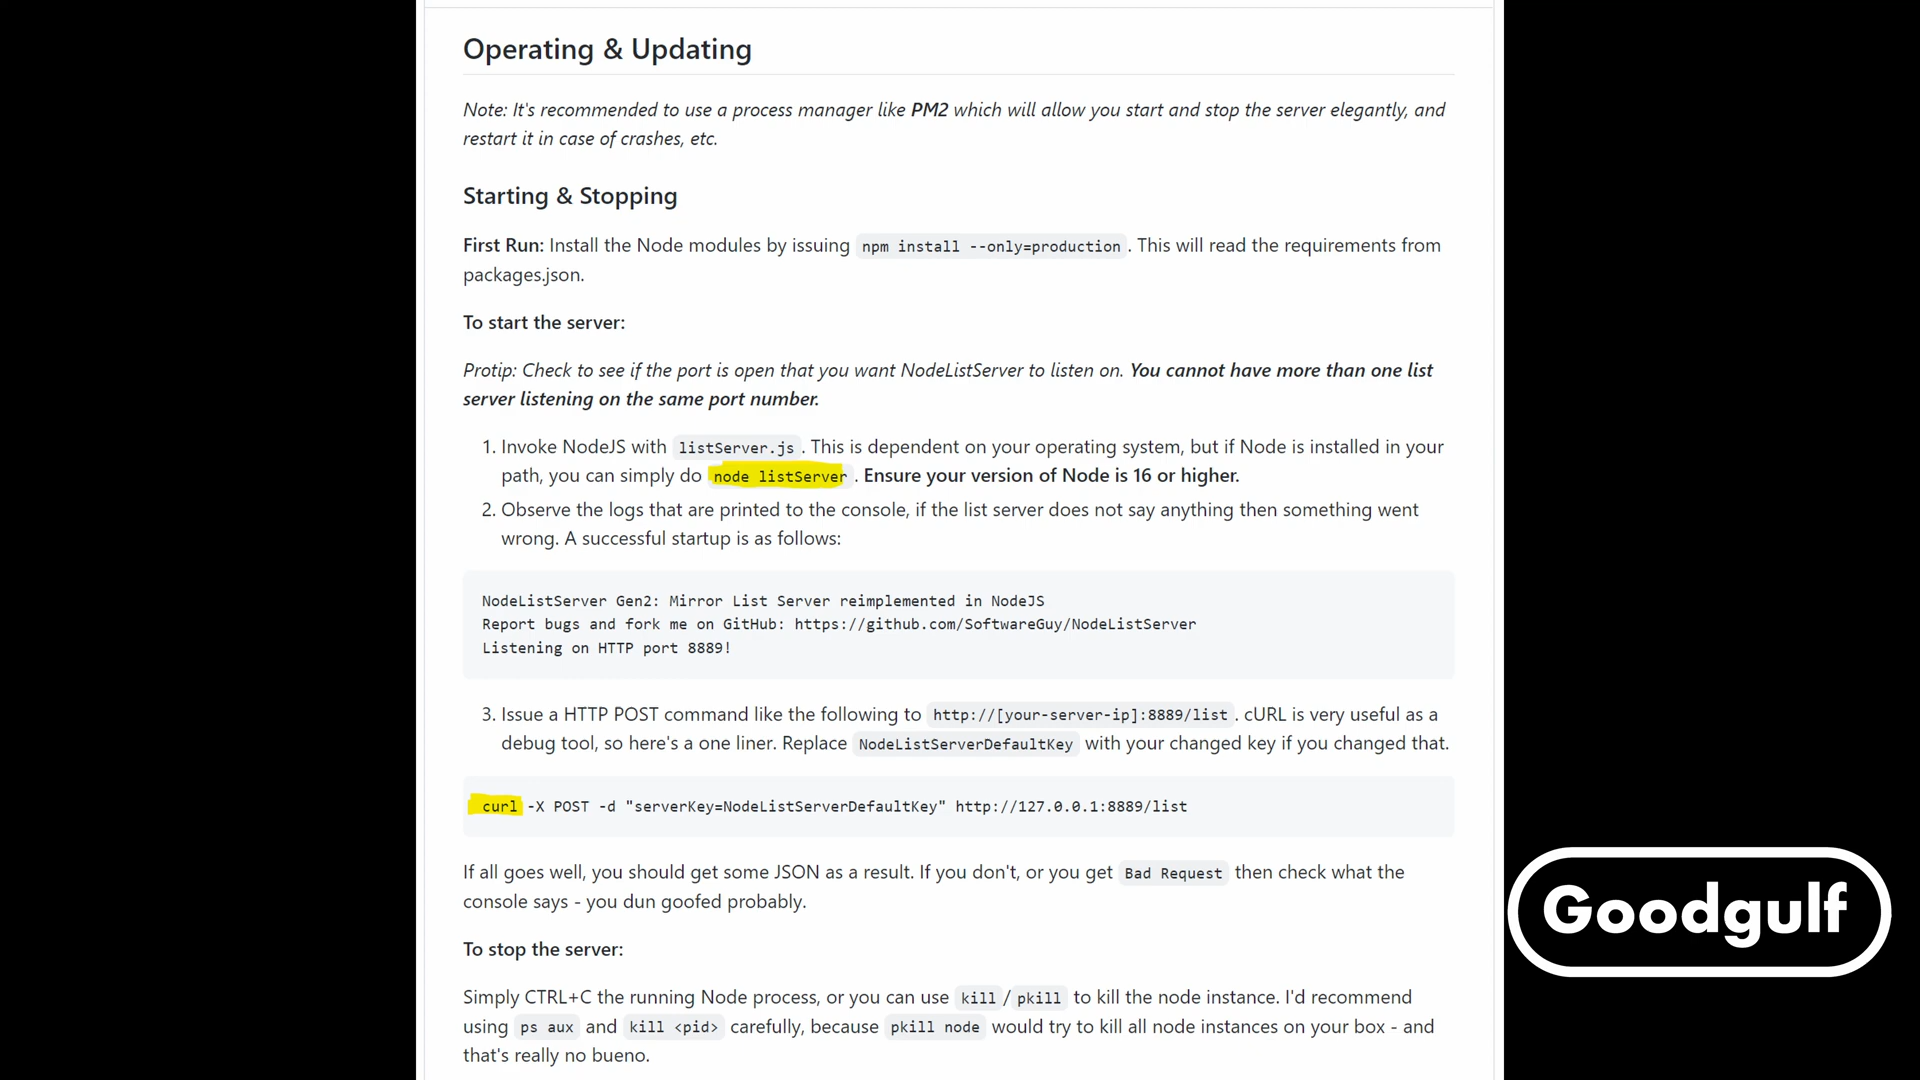 Operating & Updating
Note: It's recommended to use a process manager like PM2 which will allow you start and stop the server elegantly, and
restart it in case of crashes, etc.
Starting & Stopping
First Run: Install the Node modules by issuing npm install --only=production. This will read the requirements from
packages.json.
To start the server:
Protip: Check to see if the port is open that you want NodeListServer to listen on. You cannot have more than one list
server listening on the same port number.
1. Invoke NodeJS with listServer.js. This is dependent on your operating system, but if Node is installed in your
path, you can simply do node listServer. Ensure your version of Node is 16 or higher.
2. Observe the logs that are printed to the console, if the list server does not say anything then something went
wrong. A successful startup is as follows:
NodeListServer Gen2: Mirror List Server reimplemented in NodeJS
Report bugs and fork me on GitHub: https://github.com/SoftwareGuy/NodeListServer
Listening on HTTP port 8889!
3. Issue a HTTP POST command like the following to http://[your-server-ip]:8889/list. cURL is very useful as a
debug tool, so here's a one liner. Replace NodeListServerDefaultKey with your changed key if you changed that.
curl -X POST -d "serverKey=NodeListServerDefaultKey" http://127.0.0.1:8889/list
If all goes well, you should get some JSON as a result. If you don't, or you get Bad Request then check what the
console says - you dun goofed probably.
To stop the server:
Simply CTRL+C the running Node process, or you can use kill/pkill to kill the node instance. I'd recommend
using ps aux and kill <pid> carefully, because pkill node would try to kill all node instances on your box - and
that's really no bueno.
Goodgulf